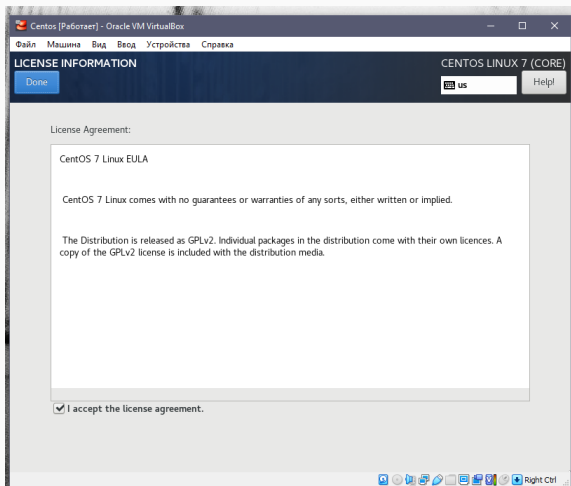 Centos [Работает] - Oracle VM VirtualBox
Файл Машина Вид Ввод Устройства Справка
LICENSE INFORMATION
CENTOS LINUX 7 (CORE)
Done
us
Help!
License Agreement:
CentOS 7 Linux EULA
CentOS 7 Linux comes with no guarantees or warranties of any sorts, either written or implied.
The Distribution is released as GPLv2. Individual packages in the distribution come with their own licences. A
copy of the GPLv2 license is included with the distribution media.
I accept the license agreement.
Right Ctrl